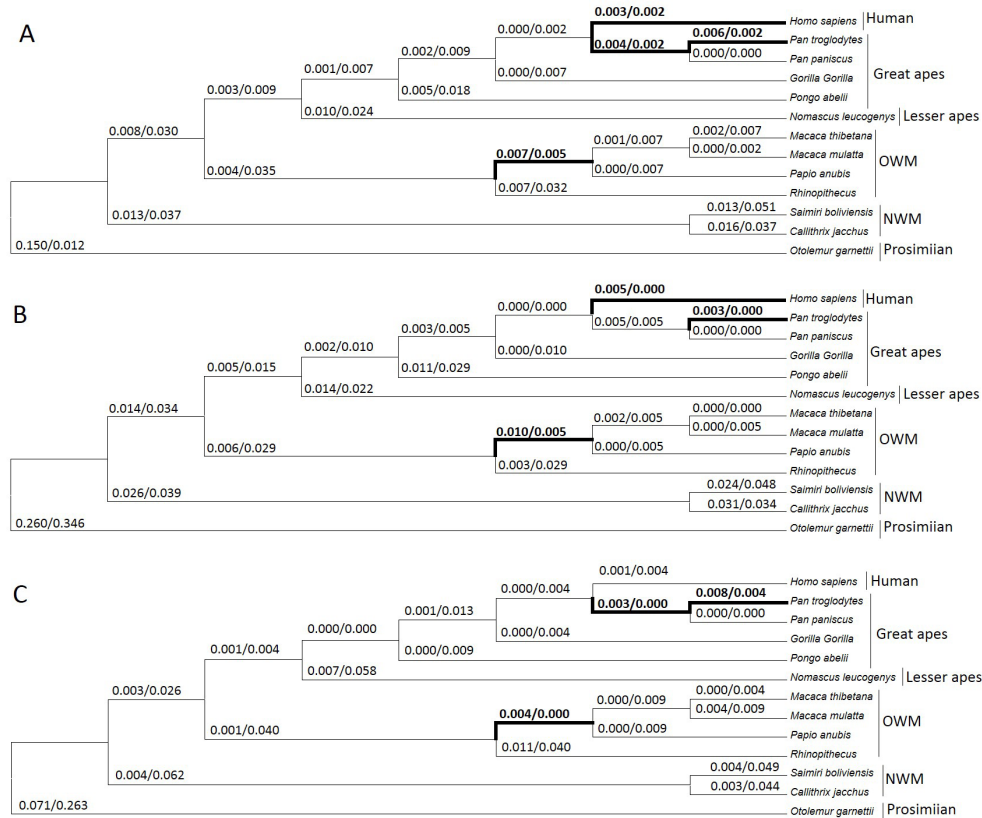 A
0.003/0.002
Homo sapiens
Human
0.000/0.002
0.006/0.002
Pan troglodytes
0.004/0.002
0.002/0.009
0.000/0.000
Pan paniscus
Great apes
0.001/0.007
0.000/0.007
Gorilla Gorilla
0.003/0.009
0.005/0.018
Pongo abelii
0.010/0.024
Nomascus leucogenys
Lesser apes
0.008/0.030
0.002/0.007
Macaca thibetana
0.001/0.007
0.000/0.002
Macaca mulatta
OWM
0.007/0.005
0.004/0.035
0.000/0.007
Papio anubis
0.007/0.032
Rhinopithecus
0.013/0.037
0.013/0.051
Saimiri boliviensis
NWM
0.016/0.037
Callithrix jacchus
0.150/0.012
Otolemur garnettii
Prosimiian
B
0.005/0.000
Homo sapiens
Human
0.000/0.000
0.003/0.000
Pan troglodytes
0.005/0.005
0.003/0.005
0.000/0.000
Pan paniscus
Great apes
0.002/0.010
0.000/0.010
Gorilla Gorilla
0.005/0.015
0.011/0.029
Pongo abelii
0.014/0.022
Nomascus leucogenys
Lesser apes
0.014/0.034
0.000/0.000
Macaca thibetana
0.002/0.005
0.000/0.005
Macaca mulatta
OWM
0.010/0.005
0.006/0.029
0.000/0.005
Papio anubis
0.003/0.029
Rhinopithecus
0.026/0.039
0.024/0.048
Saimiri boliviensis
NWM
0.031/0.034
Callithrix jacchus
0.260/0.346
Otolemur garnettii
Prosimiian
C
0.001/0.004
Homo sapiens
Human
0.000/0.004
0.008/0.004
Pan troglodytes
0.003/0.000
0.001/0.013
0.000/0.000
Pan paniscus
Great apes
0.000/0.000
0.000/0.004
Gorilla Gorilla
0.001/0.004
0.000/0.009
Pongo abelii
0.007/0.058
Nomascus leucogenys
Lesser apes
0.003/0.026
0.000/0.004
Macaca thibetana
0.000/0.009
0.004/0.009
Macaca mulatta
OWM
0.004/0.000
0.001/0.040
0.000/0.009
Papio anubis
0.011/0.040
Rhinopithecus
0.004/0.062
0.004/0.049
Saimiri boliviensis
NWM
0.003/0.044
Callithrix jacchus
0.071/0.263
Otolemur garnettii
Prosimiian